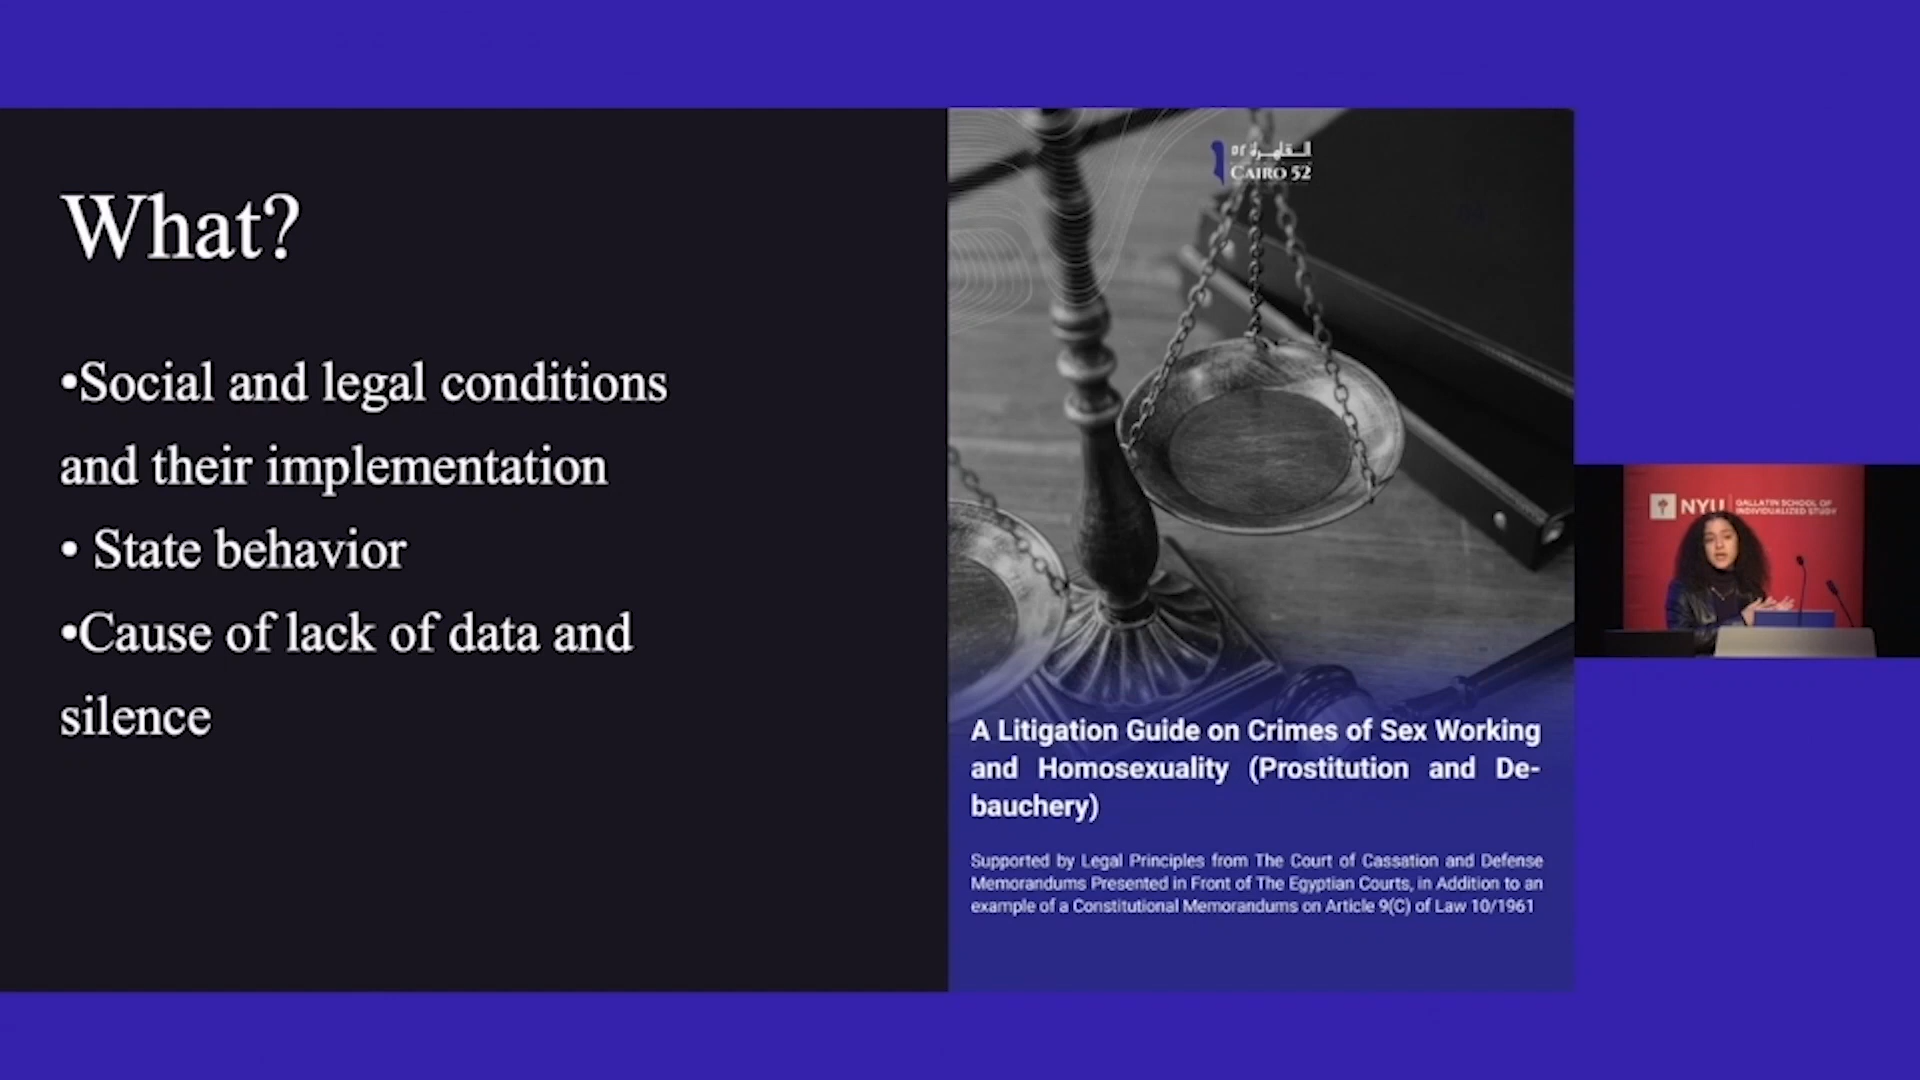 What?
•Social and legal conditions
and their implementation
• State behavior
•Cause of lack of data and
silence
القاهرة ٥٢
CAIRO 52
A Litigation Guide on Crimes of Sex Working
and Homosexuality (Prostitution and De-
bauchery)
Supported by Legal Principles from The Court of Cassation and Defense
Memorandums Presented in Front of The Egyptian Courts, in Addition to an
example of a Constitutional Memorandums on Article 9(C) of Law 10/1961
NYU
GALLATIN SCHOOL OF
INDIVIDUALIZED STUDY